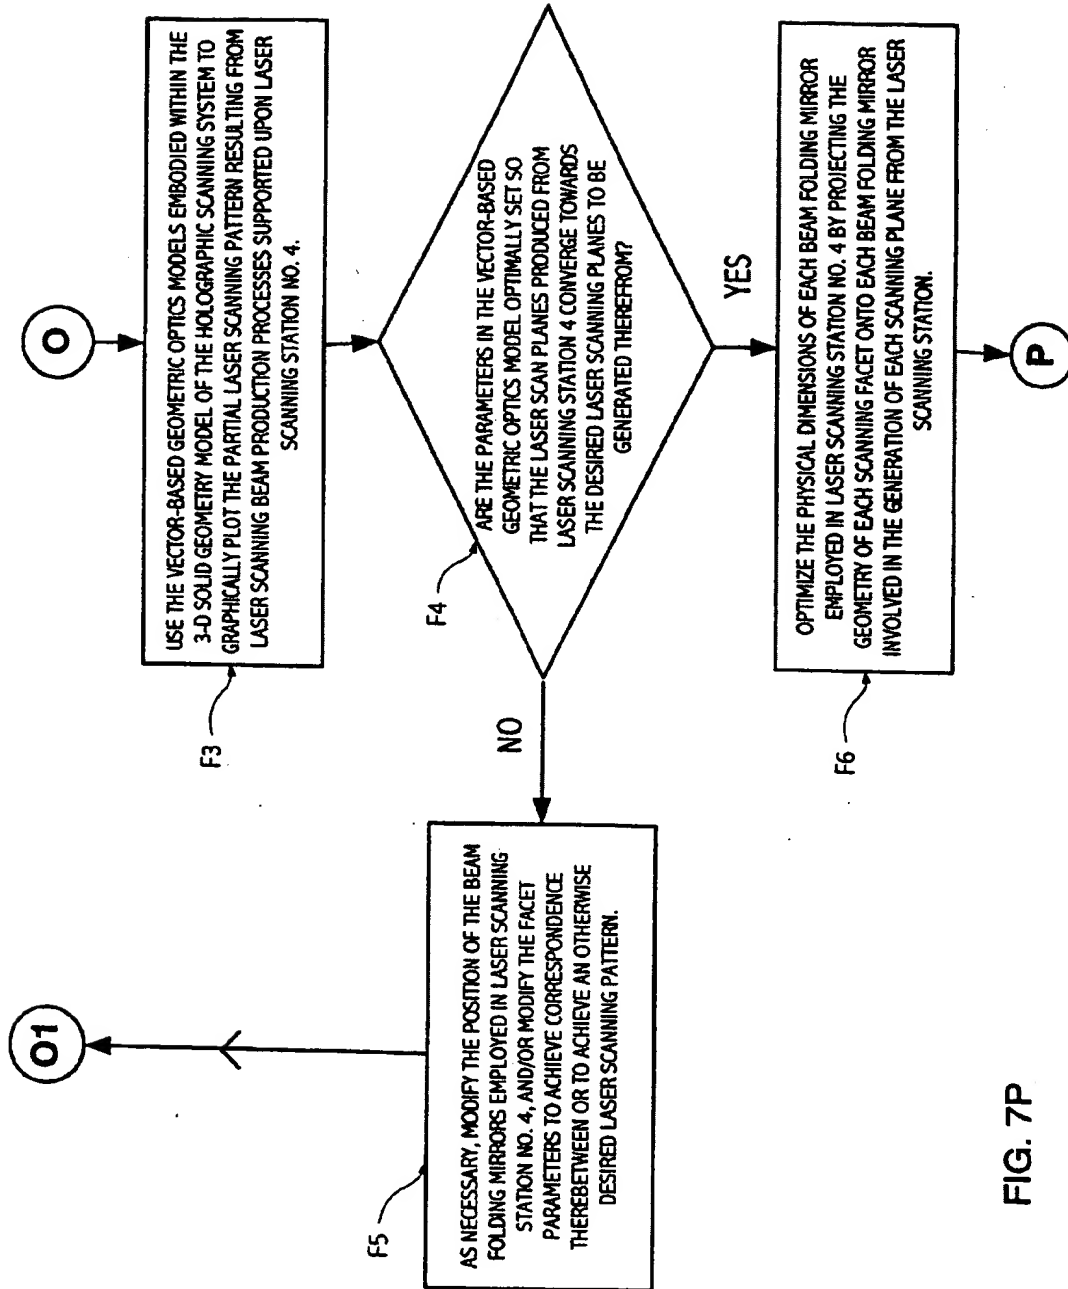 O
USE THE VECTOR-BASED GEOMETRIC OPTICS MODELS EMBODIED WITHIN THE
3-D SOLID GEOMETRY MODEL OF THE HOLOGRAPHIC SCANNING SYSTEM TO
GRAPHICALLY PLOT THE PARTIAL LASER SCANNING PATTERN RESULTING FROM
LASER SCANNING BEAM PRODUCTION PROCESSES SUPPORTED UPON LASER
SCANNING STATION NO. 4.
F3
ARE THE PARAMETERS IN THE VECTOR-BASED
GEOMETRIC OPTICS MODEL OPTIMALLY SET SO
THAT THE LASER SCAN PLANES PRODUCED FROM
LASER SCANNING STATION 4 CONVERGE TOWARDS
THE DESIRED LASER SCANNING PLANES TO BE
GENERATED THEREFROM?
F4
NO
YES
O1
AS NECESSARY, MODIFY THE POSITION OF THE BEAM
FOLDING MIRRORS EMPLOYED IN LASER SCANNING
STATION NO. 4, AND/OR MODIFY THE FACET
PARAMETERS TO ACHIEVE CORRESPONDENCE
THEREBETWEEN OR TO ACHIEVE AN OTHERWISE
DESIRED LASER SCANNING PATTERN.
F5
OPTIMIZE THE PHYSICAL DIMENSIONS OF EACH BEAM FOLDING MIRROR
EMPLOYED IN LASER SCANNING STATION NO. 4 BY PROJECTING THE
GEOMETRY OF EACH SCANNING FACET ONTO EACH BEAM FOLDING MIRROR
INVOLVED IN THE GENERATION OF EACH SCANNING PLANE FROM THE LASER
SCANNING STATION.
F6
P
FIG. 7P